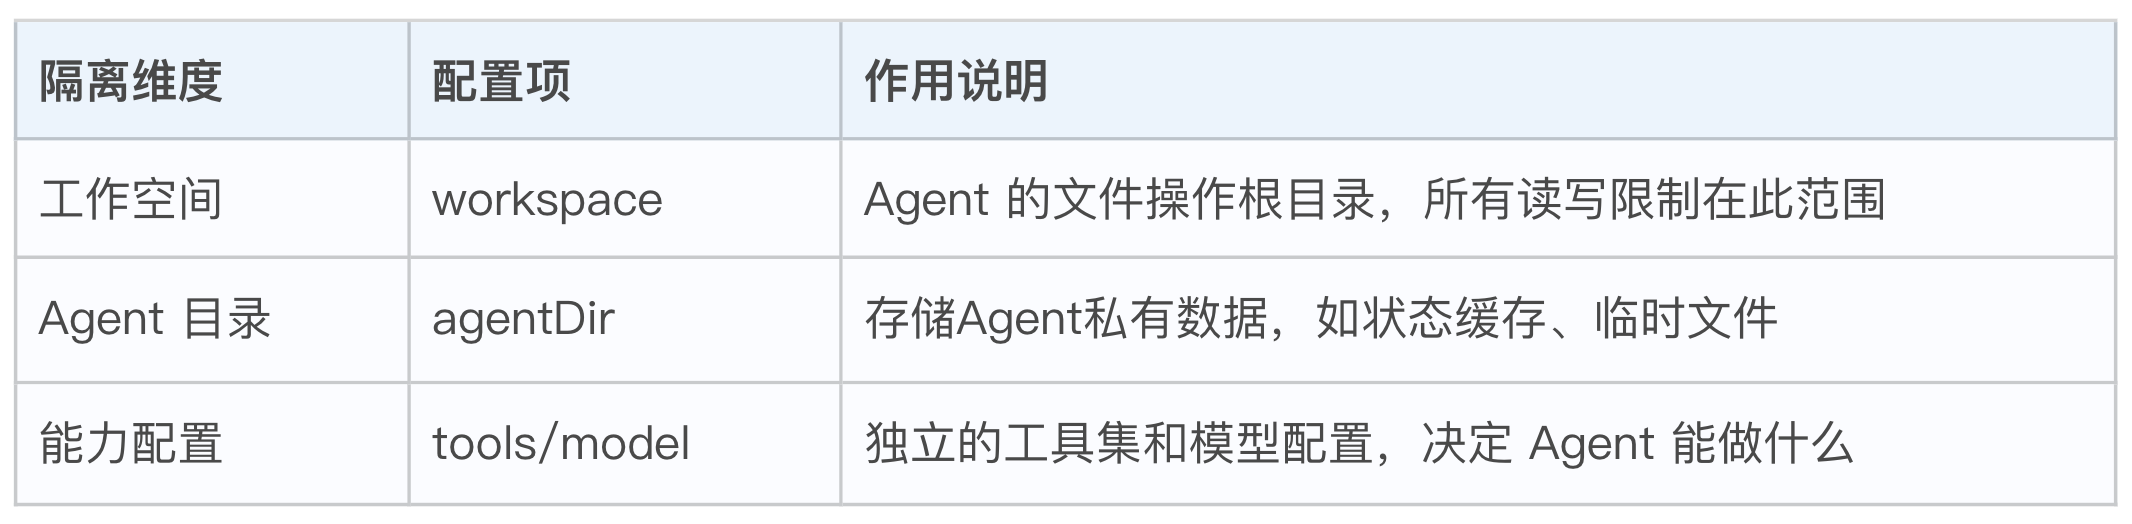 隔离维度 配置项 作用说明
工作空间 workspace Agent 的文件操作根目录，所有读写限制在此范围
Agent 目录 agentDir 存储Agent私有数据，如状态缓存、临时文件
能力配置 tools/model 独立的工具集和模型配置，决定 Agent 能做什么